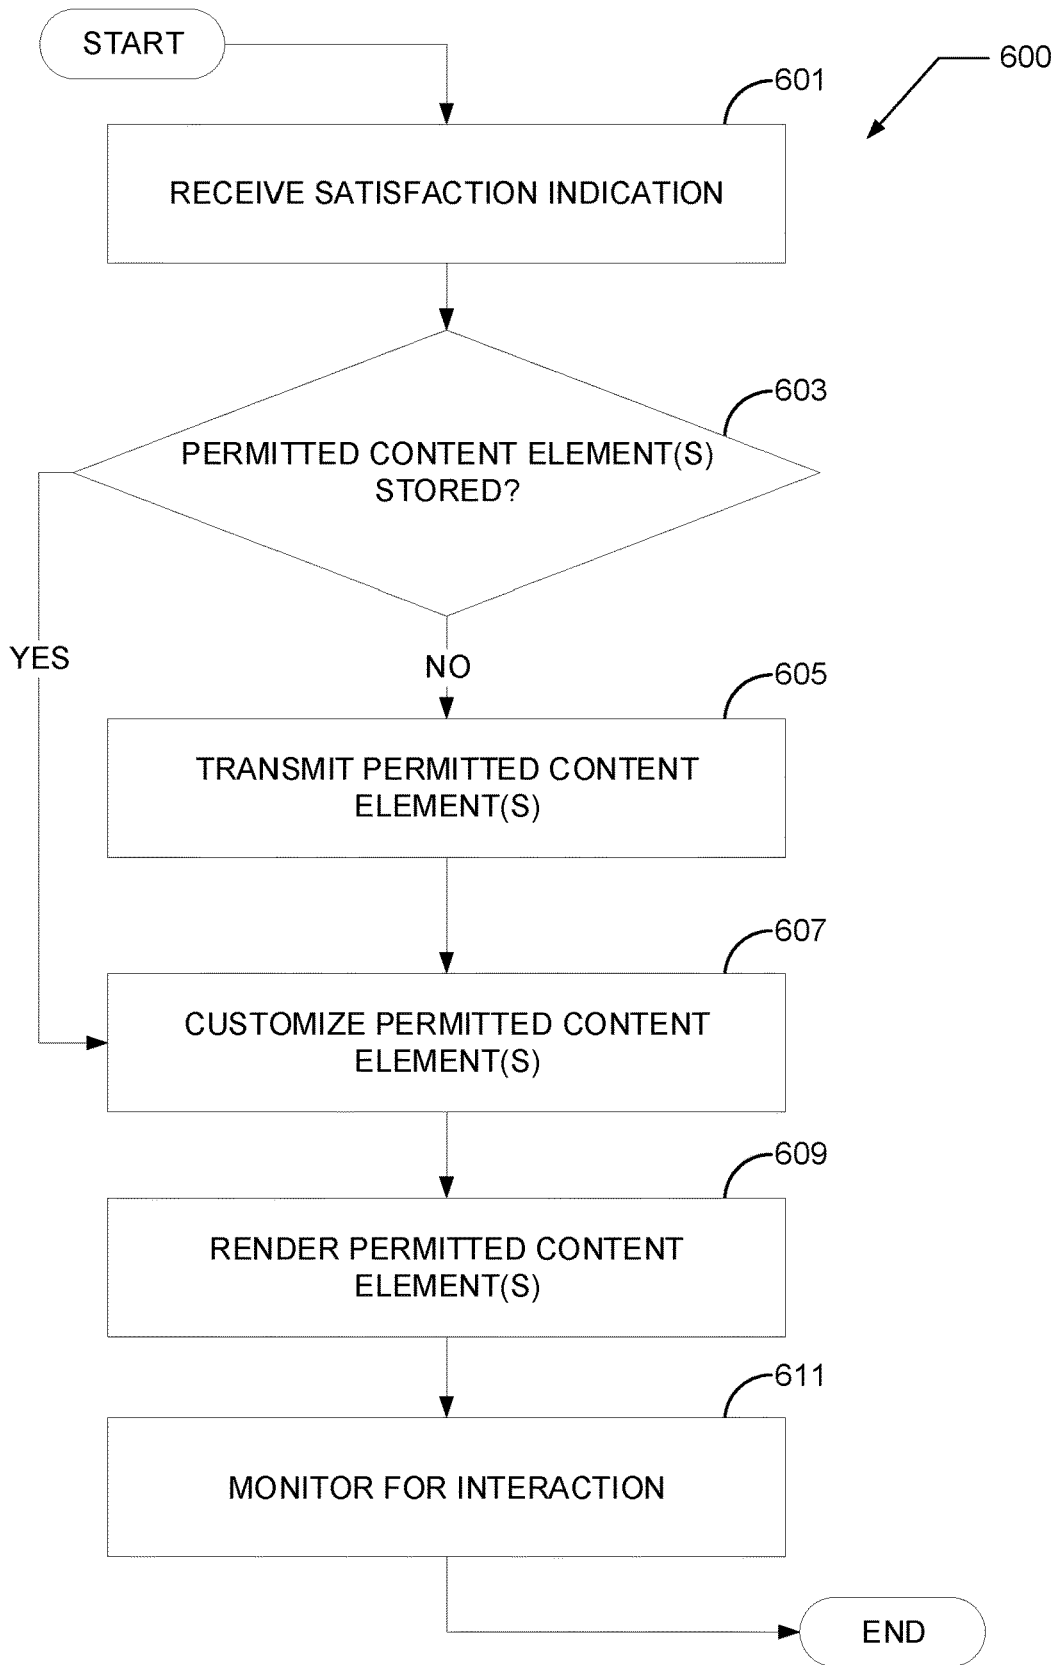 START
600
601
RECEIVE SATISFACTION INDICATION
603
PERMITTED CONTENT ELEMENT(S)
STORED?
YES
NO
605
TRANSMIT PERMITTED CONTENT
ELEMENT(S)
607
CUSTOMIZE PERMITTED CONTENT
ELEMENT(S)
609
RENDER PERMITTED CONTENT
ELEMENT(S)
611
MONITOR FOR INTERACTION
END